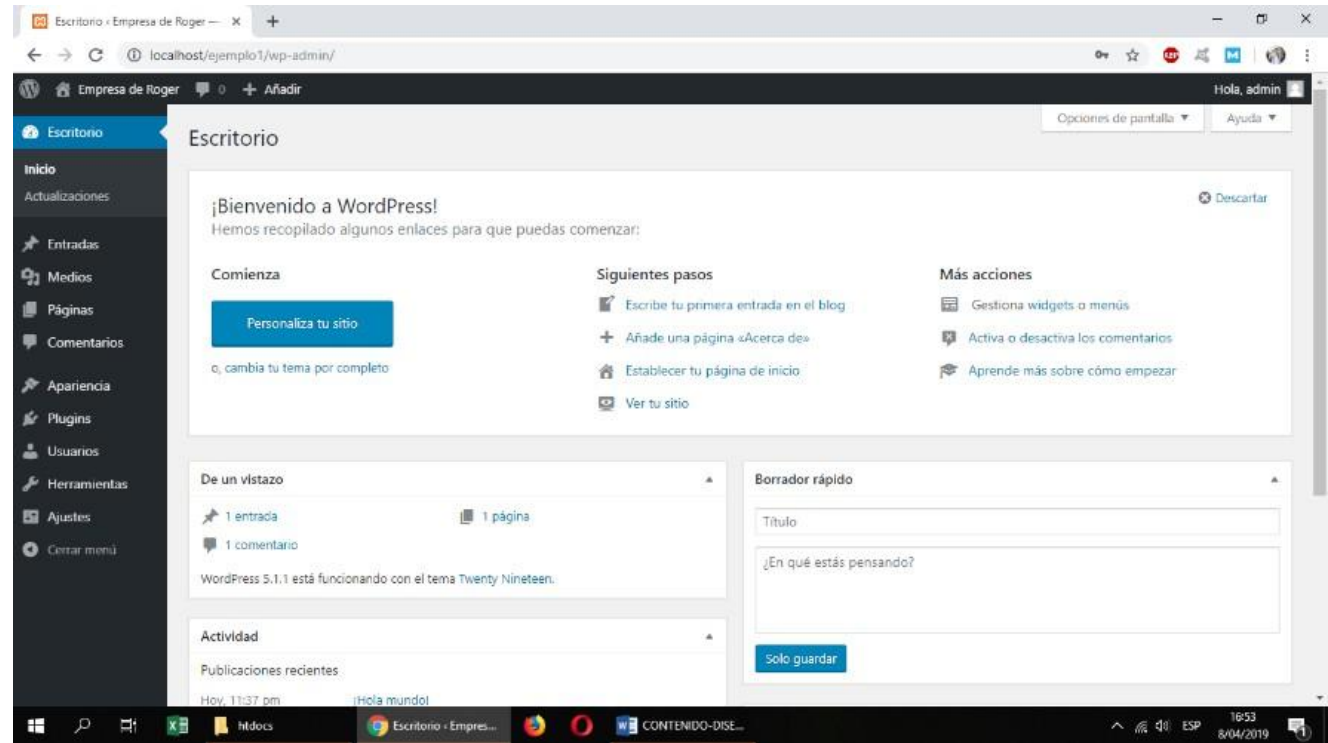 Escritorio ‹ Empresa de Roger —
localhost/ejemplo1/wp-admin/
Empresa de Roger 0 + Añadir Hola, admin
Opciones de pantalla Ayuda
Escritorio
Inicio
Actualizaciones
Entradas
Medios
Páginas
Comentarios
Apariencia
Plugins
Usuarios
Herramientas
Ajustes
Cerrar menú
Escritorio
¡Bienvenido a WordPress!
Descartar
Hemos recopilado algunos enlaces para que puedas comenzar:
Comienza
Personaliza tu sitio
o, cambia tu tema por completo
Siguientes pasos
Escribe tu primera entrada en el blog
Añade una página «Acerca de»
Establecer tu página de inicio
Ver tu sitio
Más acciones
Gestiona widgets o menús
Activa o desactiva los comentarios
Aprende más sobre cómo empezar
De un vistazo
1 entrada 1 página
1 comentario
WordPress 5.1.1 está funcionando con el tema Twenty Nineteen.
Actividad
Publicaciones recientes
Hoy, 11:37 pm ¡Hola mundo!
Borrador rápido
Título
¿En qué estás pensando?
Solo guardar
htdocs Escritorio ‹ Empres... CONTENIDO-DISE... ESP 16:53
8/04/2019